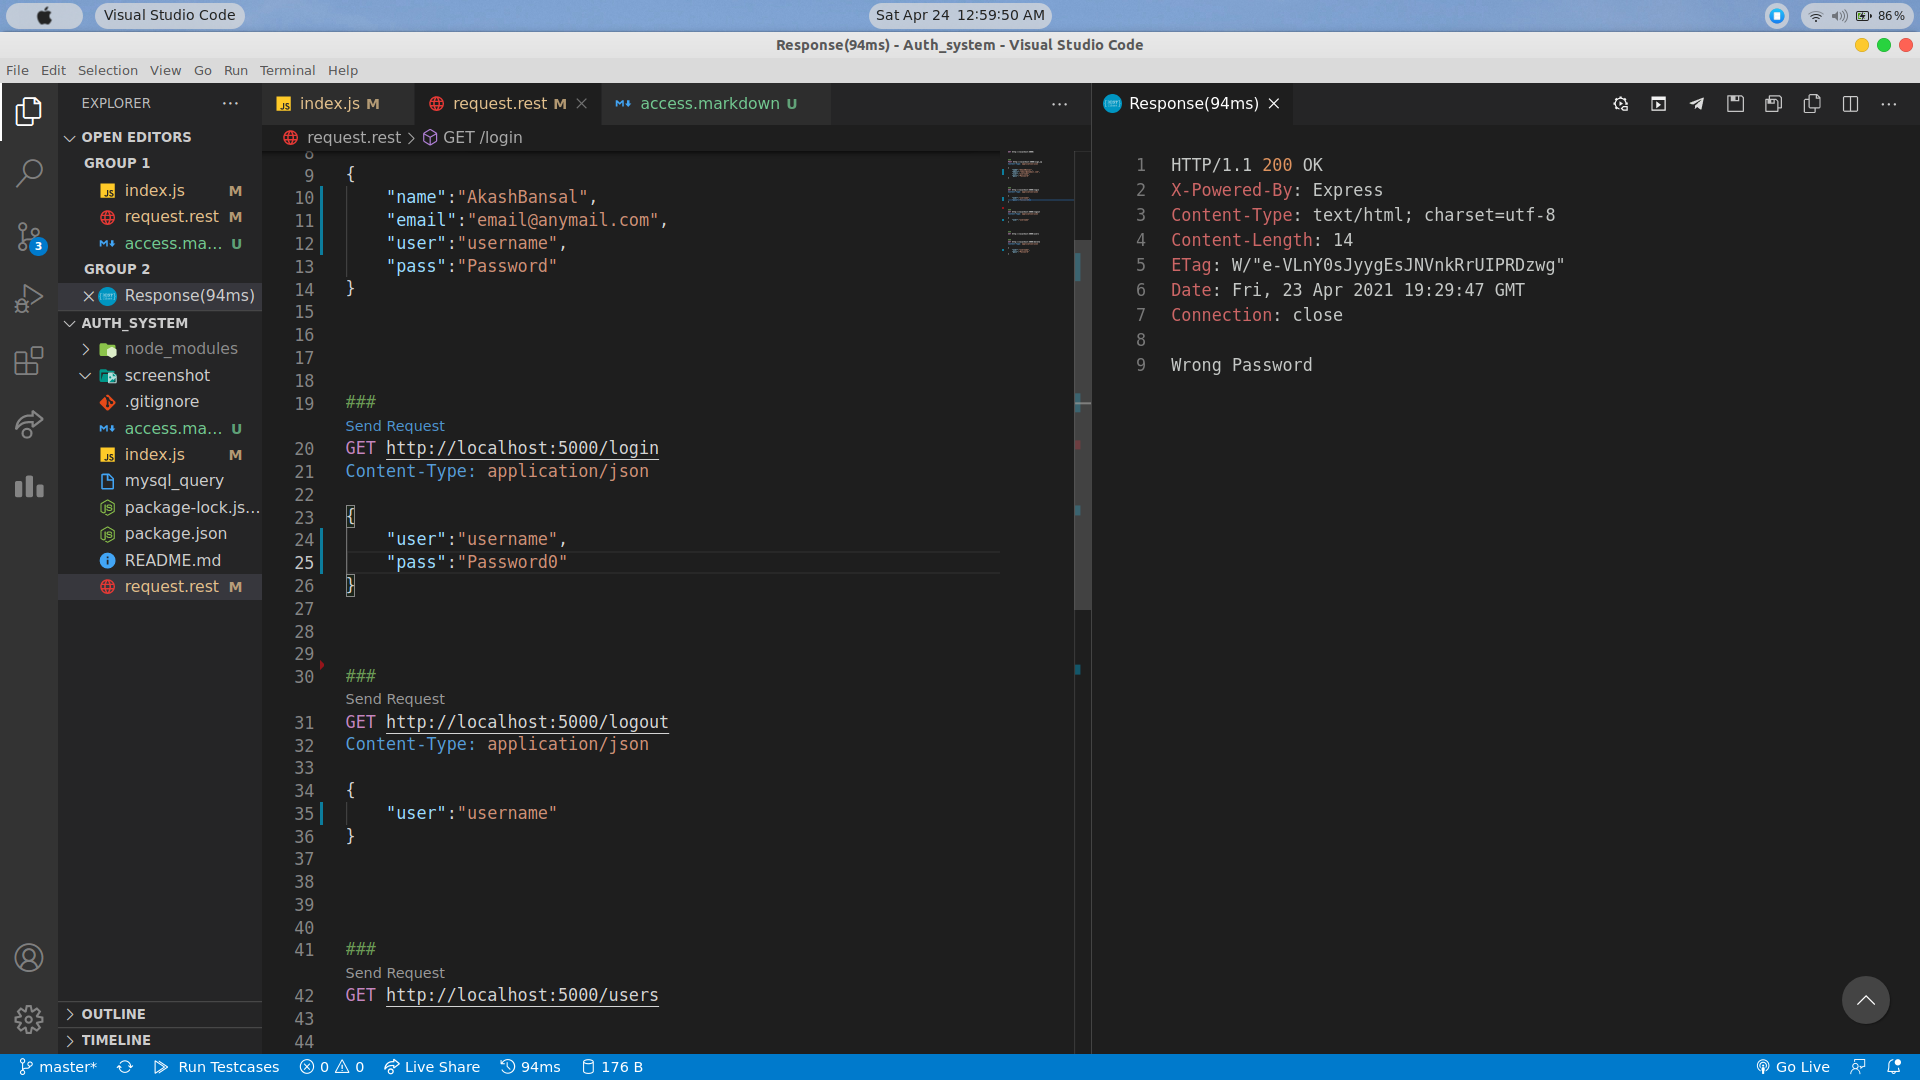 Visual Studio Code
Sat Apr 24 12:59:50 AM
86%
Response(94ms) - Auth_system - Visual Studio Code
File Edit Selection View Go Run Terminal Help
EXPLORER
OPEN EDITORS
GROUP 1
index.js M
request.rest M
access.ma... U
GROUP 2
Response(94ms)
AUTH_SYSTEM
node_modules
screenshot
.gitignore
access.ma... U
index.js M
mysql_query
package-lock.js...
package.json
README.md
request.rest M
OUTLINE
TIMELINE
3
index.js M
request.rest M
access.markdown U
request.rest > GET /login
8
9 {
10 "name":"AkashBansal",
11 "email":"email@anymail.com",
12 "user":"username",
13 "pass":"Password"
14 }
15
16
17
18
19 ###
Send Request
20 GET http://localhost:5000/login
21 Content-Type: application/json
22
23 {
24 "user":"username",
25 "pass":"Password0"
26 }
27
28
29
30 ###
Send Request
31 GET http://localhost:5000/logout
32 Content-Type: application/json
33
34 {
35 "user":"username"
36 }
37
38
39
40
41 ###
Send Request
42 GET http://localhost:5000/users
43
44
Response(94ms)
1 HTTP/1.1 200 OK
2 X-Powered-By: Express
3 Content-Type: text/html; charset=utf-8
4 Content-Length: 14
5 ETag: W/"e-VLnY0sJyygEsJNVnkRrUIPRDzwg"
6 Date: Fri, 23 Apr 2021 19:29:47 GMT
7 Connection: close
8
9 Wrong Password
master* Run Testcases 0 0 Live Share 94ms 176 B Go Live